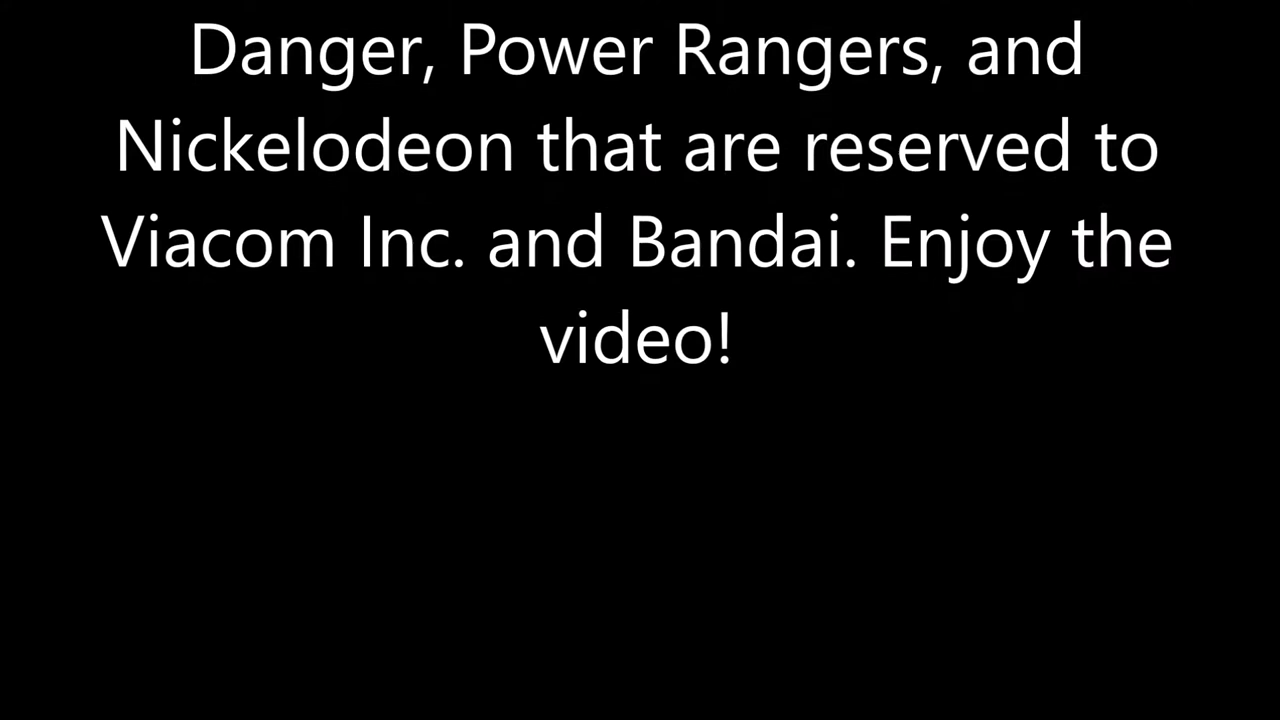 Danger, Power Rangers, and
Nickelodeon that are reserved to
Viacom Inc. and Bandai. Enjoy the
video!